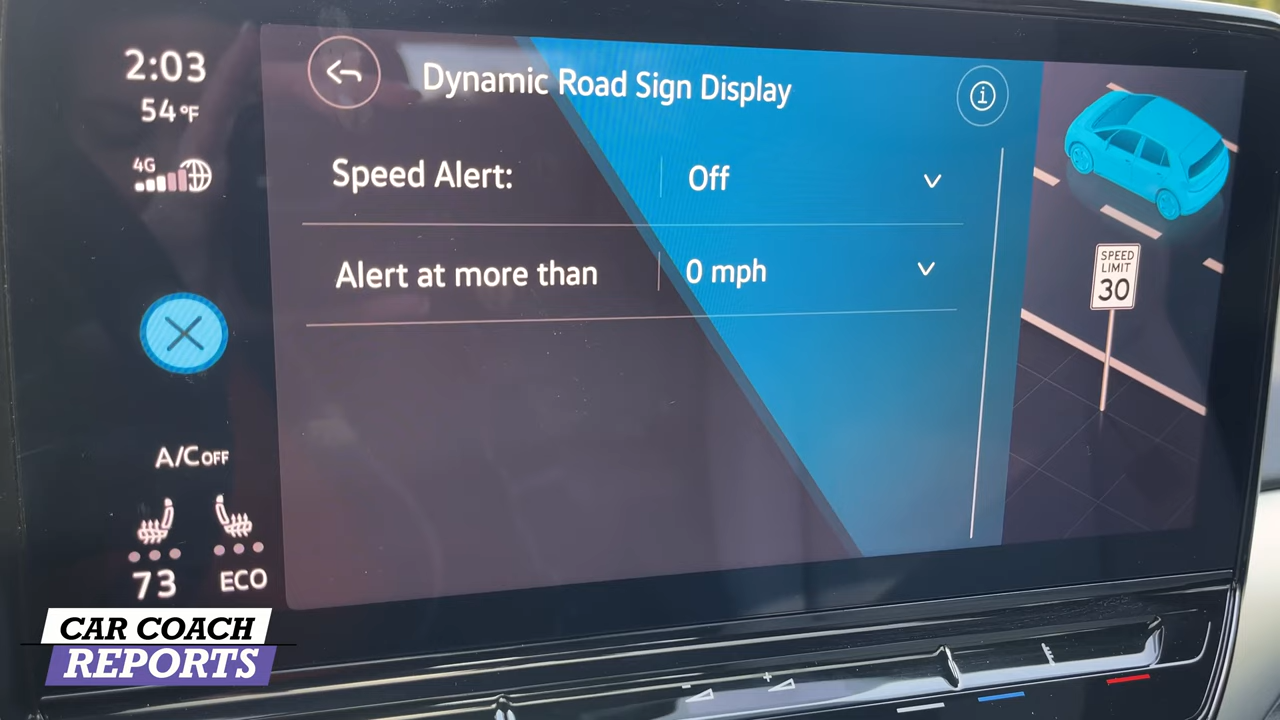 2:03
54 °F
4G
Dynamic Road Sign Display
i
Speed Alert:
Off
Alert at more than
0 mph
SPEED
LIMIT
30
A/C OFF
73
ECO
CAR COACH
REPORTS